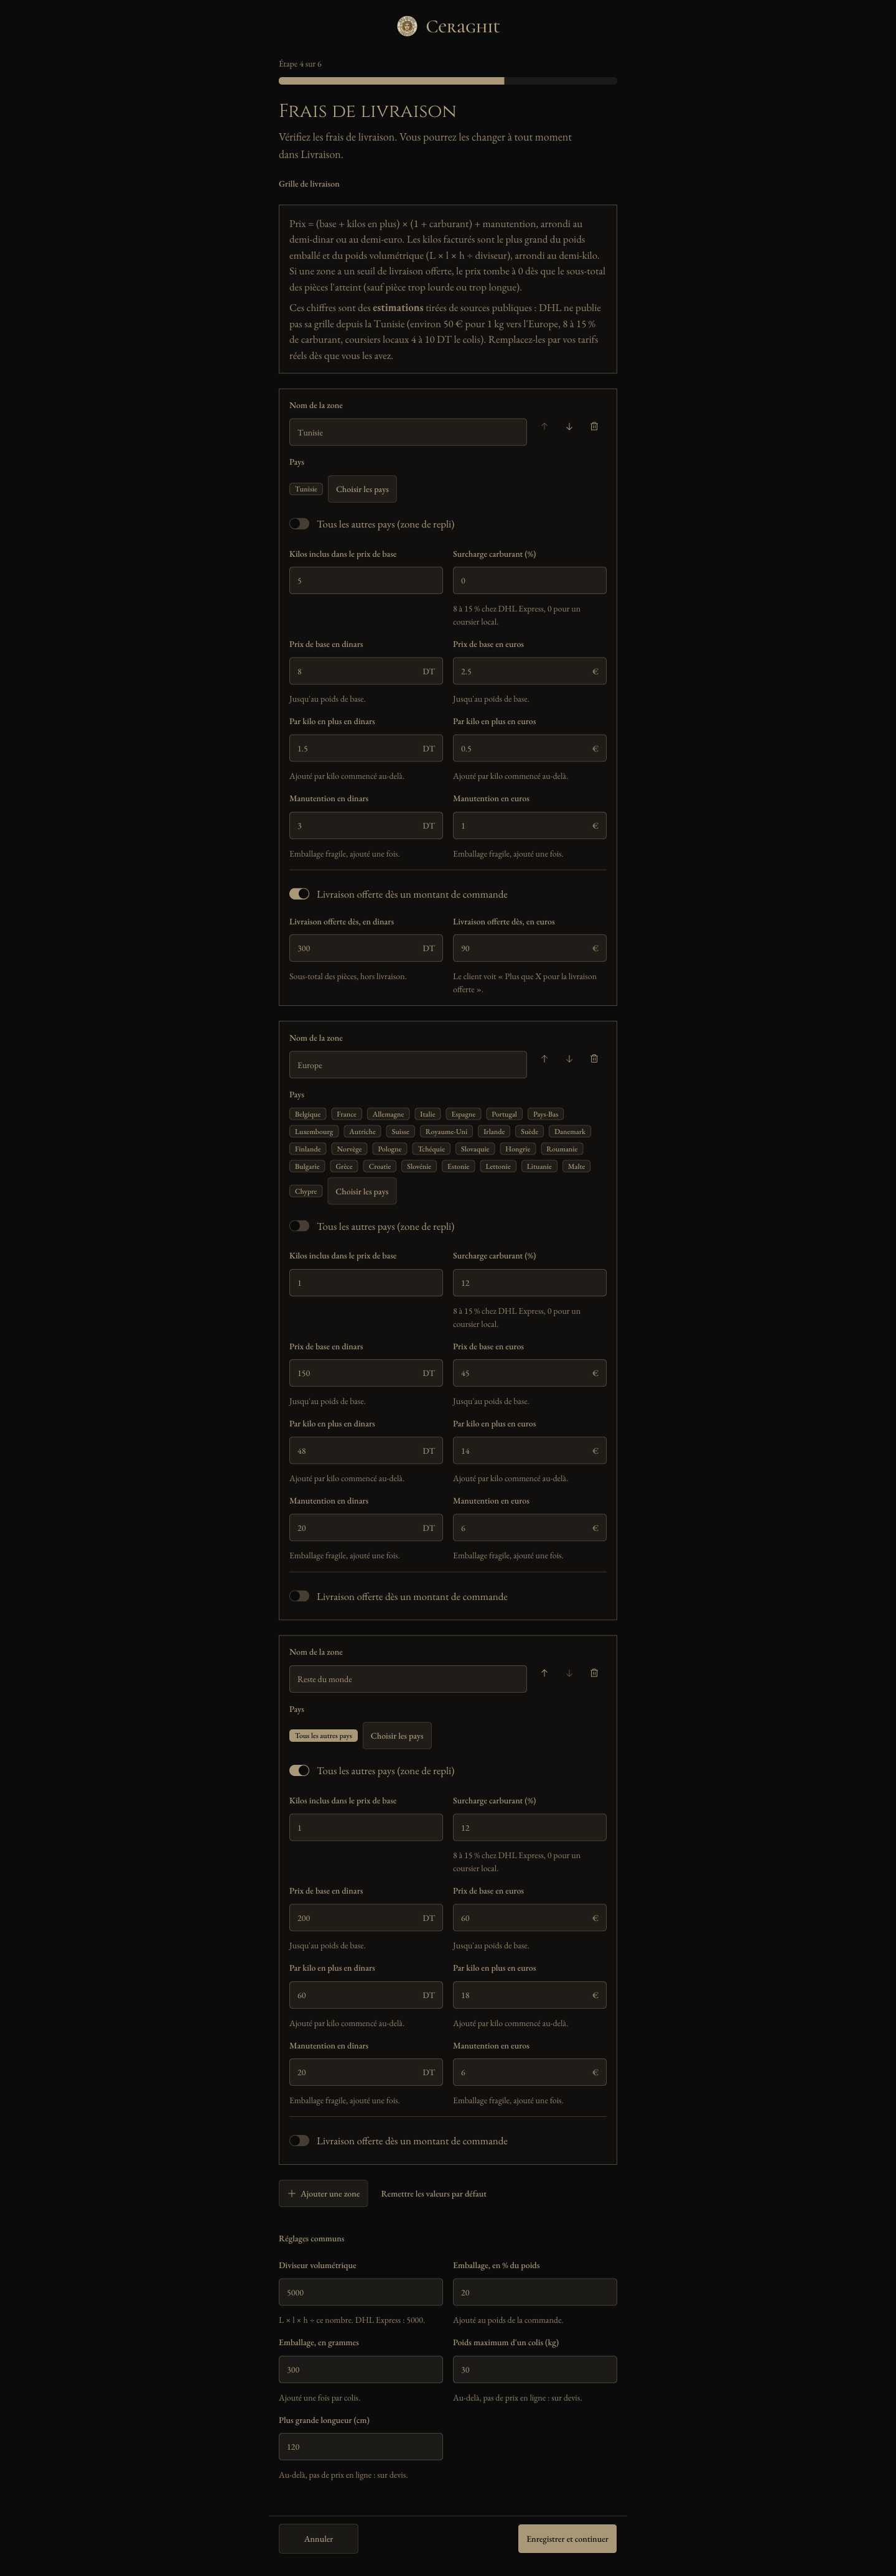 Ceraghit
Étape 4 sur 6
Frais de livraison
Vérifiez les frais de livraison. Vous pourrez les changer à tout moment
dans Livraison.
Grille de livraison
Prix = (base + kilos en plus) × (1 + carburant) + manutention, arrondi au
demi-dinar ou au demi-euro. Les kilos facturés sont le plus grand du poids
emballé et du poids volumétrique (L × l × h ÷ diviseur), arrondi au demi-kilo.
Si une zone a un seuil de livraison offerte, le prix tombe à 0 dès que le sous-total
des pièces l'atteint (sauf pièce trop lourde ou trop longue).
Ces chiffres sont des estimations tirées de sources publiques : DHL ne publie
pas sa grille depuis la Tunisie (environ 50 € pour 1 kg vers l'Europe, 8 à 15 %
de carburant, coursiers locaux 4 à 10 DT le colis). Remplacez-les par vos tarifs
réels dès que vous les avez.
Nom de la zone
Tunisie
Pays
Tunisie Choisir les pays
Tous les autres pays (zone de repli)
Kilos inclus dans le prix de base Surcharge carburant (%)
5 0
8 à 15 % chez DHL Express, 0 pour un
coursier local.
Prix de base en dinars Prix de base en euros
8 DT 2.5 €
Jusqu'au poids de base. Jusqu'au poids de base.
Par kilo en plus en dinars Par kilo en plus en euros
1.5 DT 0.5 €
Ajouté par kilo commencé au-delà. Ajouté par kilo commencé au-delà.
Manutention en dinars Manutention en euros
3 DT 1 €
Emballage fragile, ajouté une fois. Emballage fragile, ajouté une fois.
Livraison offerte dès un montant de commande
Livraison offerte dès, en dinars Livraison offerte dès, en euros
300 DT 90 €
Sous-total des pièces, hors livraison. Le client voit « Plus que X pour la livraison
offerte ».
Nom de la zone
Europe
Pays
Belgique France Allemagne Italie Espagne Portugal Pays-Bas
Luxembourg Autriche Suisse Royaume-Uni Irlande Suède Danemark
Finlande Norvège Pologne Tchéquie Slovaquie Hongrie Roumanie
Bulgarie Grèce Croatie Slovénie Estonie Lettonie Lituanie Malte
Chypre Choisir les pays
Tous les autres pays (zone de repli)
Kilos inclus dans le prix de base Surcharge carburant (%)
1 12
8 à 15 % chez DHL Express, 0 pour un
coursier local.
Prix de base en dinars Prix de base en euros
150 DT 45 €
Jusqu'au poids de base. Jusqu'au poids de base.
Par kilo en plus en dinars Par kilo en plus en euros
48 DT 14 €
Ajouté par kilo commencé au-delà. Ajouté par kilo commencé au-delà.
Manutention en dinars Manutention en euros
20 DT 6 €
Emballage fragile, ajouté une fois. Emballage fragile, ajouté une fois.
Livraison offerte dès un montant de commande
Nom de la zone
Reste du monde
Pays
Tous les autres pays Choisir les pays
Tous les autres pays (zone de repli)
Kilos inclus dans le prix de base Surcharge carburant (%)
1 12
8 à 15 % chez DHL Express, 0 pour un
coursier local.
Prix de base en dinars Prix de base en euros
200 DT 60 €
Jusqu'au poids de base. Jusqu'au poids de base.
Par kilo en plus en dinars Par kilo en plus en euros
60 DT 18 €
Ajouté par kilo commencé au-delà. Ajouté par kilo commencé au-delà.
Manutention en dinars Manutention en euros
20 DT 6 €
Emballage fragile, ajouté une fois. Emballage fragile, ajouté une fois.
Livraison offerte dès un montant de commande
Ajouter une zone Remettre les valeurs par défaut
Réglages communs
Diviseur volumétrique Emballage, en % du poids
5000 20
L × l × h ÷ ce nombre. DHL Express : 5000. Ajouté au poids de la commande.
Emballage, en grammes Poids maximum d'un colis (kg)
300 30
Ajouté une fois par colis. Au-delà, pas de prix en ligne : sur devis.
Plus grande longueur (cm)
120
Au-delà, pas de prix en ligne : sur devis.
Annuler Enregistrer et continuer